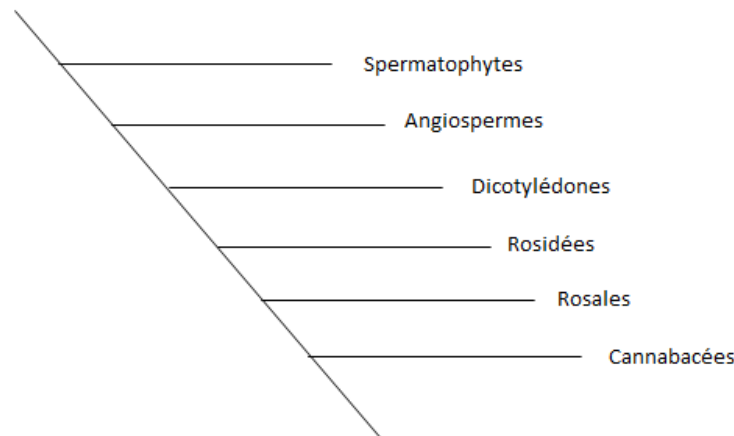 Spermatophytes
Angiospermes
Dicotylédones
Rosidées
Rosales
Cannabacées